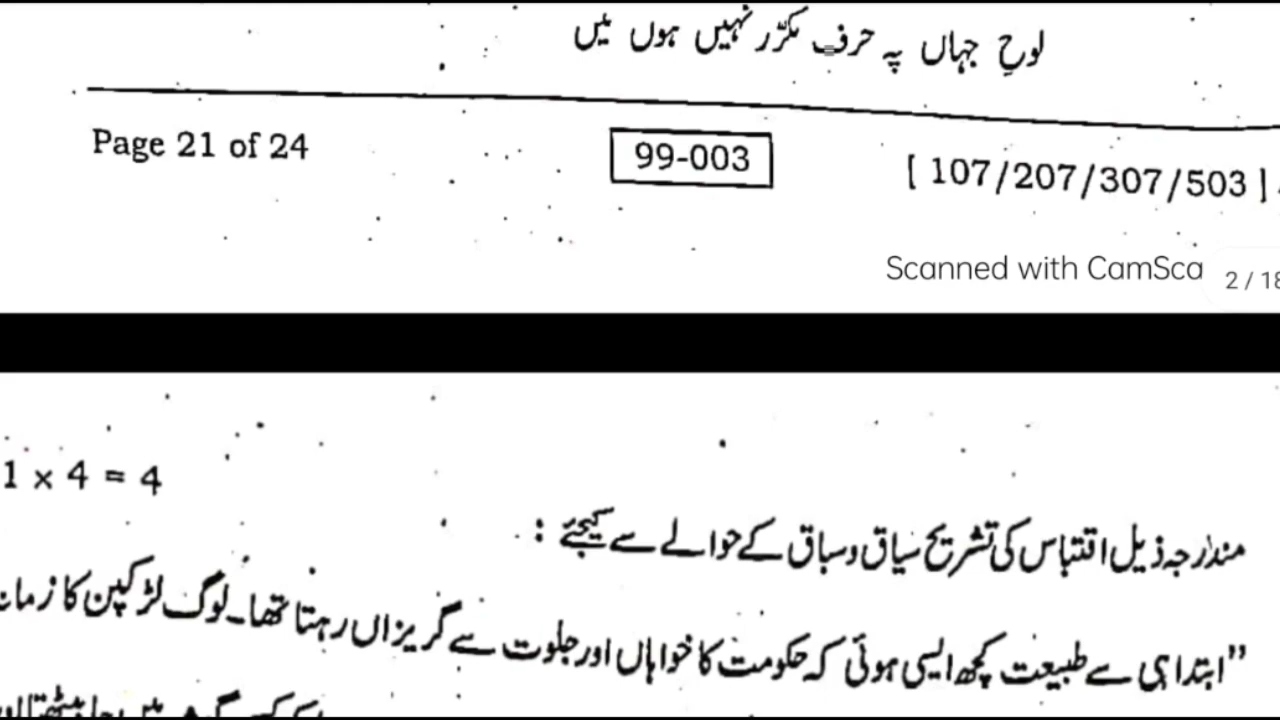 لوحِ جہاں پہ حرفِ مکرّر نہیں ہوں میں
Page 21 of 24
99-003
[ 107/207/307/503 ]
Scanned with CamSca
2 / 18
1 × 4 = 4
مندرجہ ذیل اقتباس کی تشریح سیاق و سباق کے حوالے سے کیجئے :
"ابتدا ہی سے طبیعت کچھ ایسی ہوئی کہ حکومت کا خواہاں اور جلوت سے گریزاں رہتا تھا۔ لوگ لڑکپن کا زمانہ